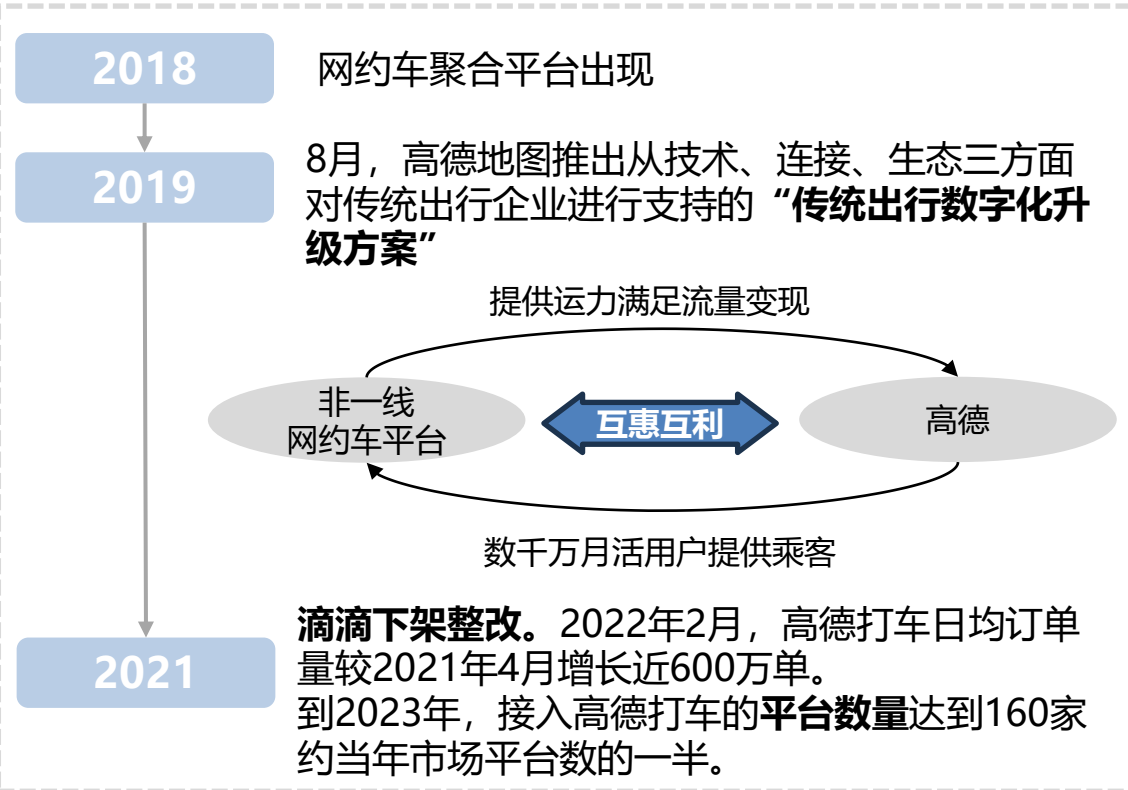 2018
网约车聚合平台出现
2019
8月，高德地图推出从技术、连接、生态三方面
对传统出行企业进行支持的“传统出行数字化升
级方案”
提供运力满足流量变现
非一线
网约车平台
互惠互利
高德
数千万月活用户提供乘客
2021
滴滴下架整改。2022年2月，高德打车日均订单
量较2021年4月增长近600万单。
到2023年，接入高德打车的平台数量达到160家
约当年市场平台数的一半。